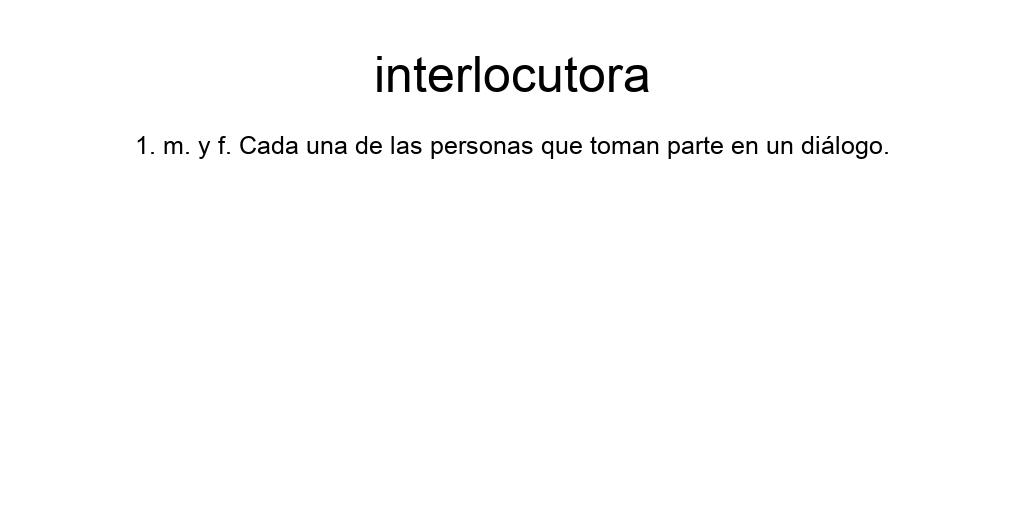 interlocutora
1. m. y f. Cada una de las personas que toman parte en un diálogo.